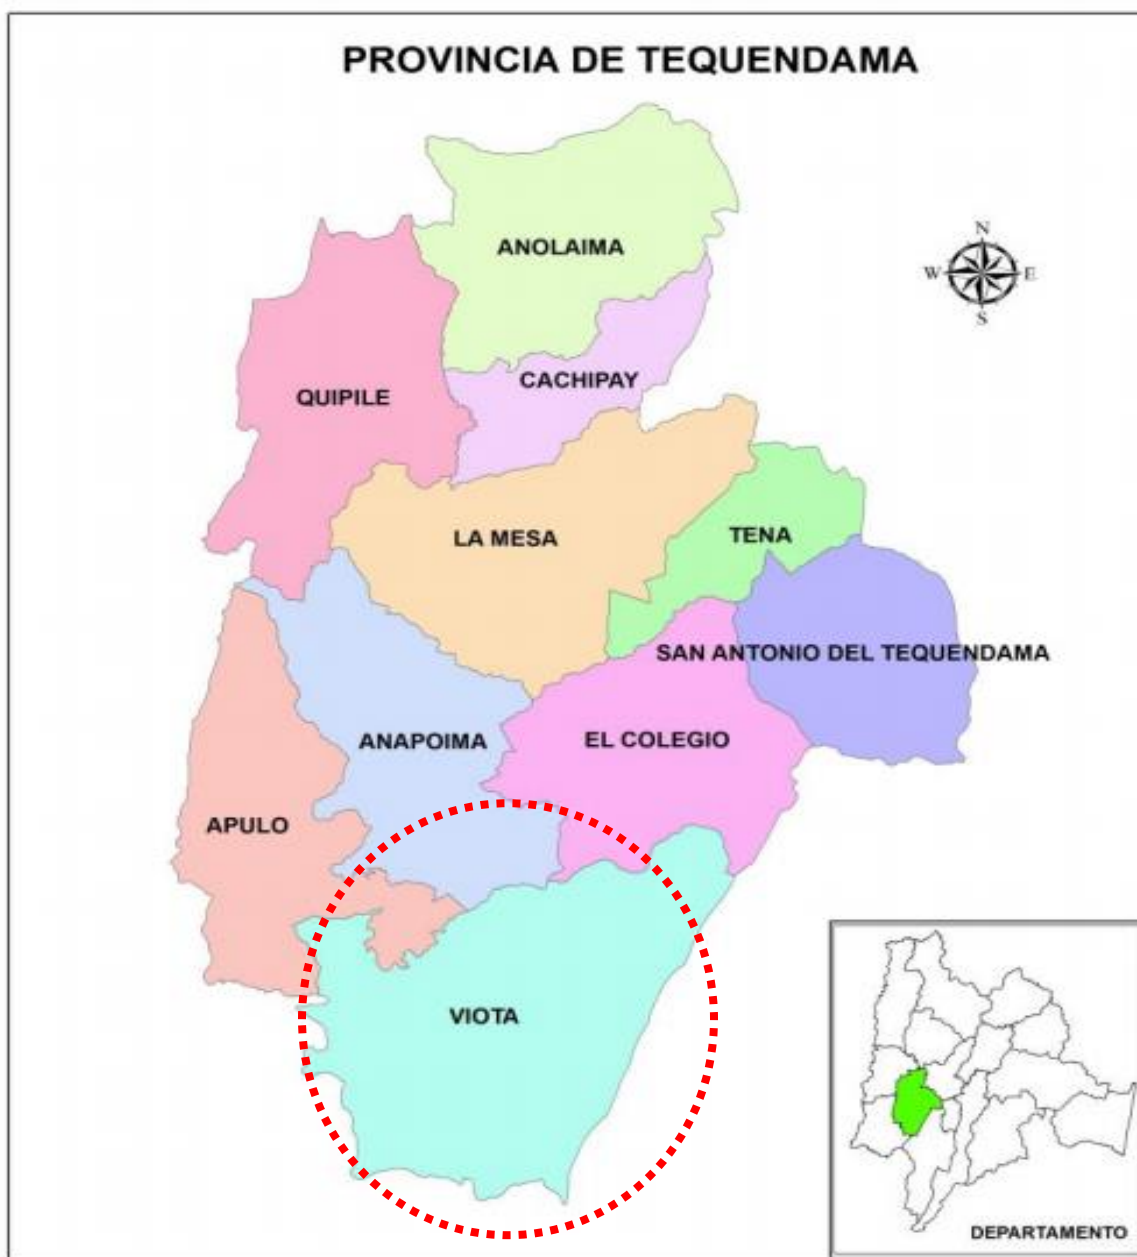 PROVINCIA DE TEQUENDAMA
ANOLAIMA
N
W E
S
CACHIPAY
QUIPILE
LA MESA
TENA
SAN ANTONIO DEL TEQUENDAMA
ANAPOIMA
EL COLEGIO
APULO
VIOTA
DEPARTAMENTO